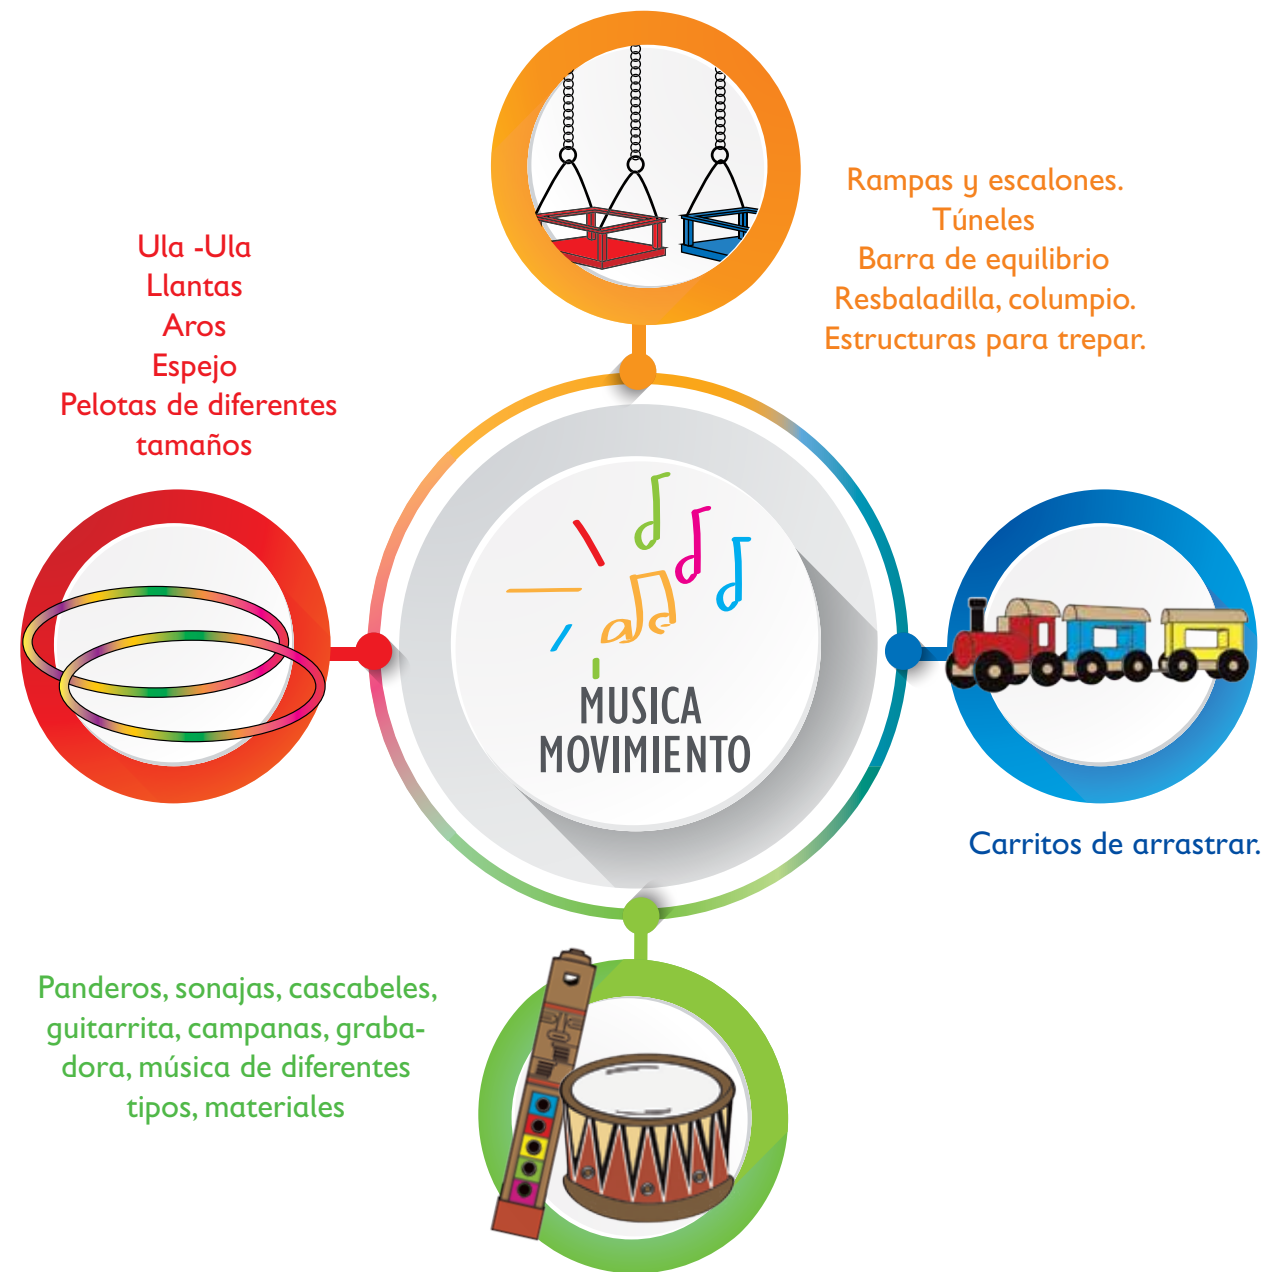 Rampas y escalones.
Túneles
Barra de equilibrio
Resbaladilla, columpio.
Estructuras para trepar.
Ula -Ula
Llantas
Aros
Espejo
Pelotas de diferentes
tamaños
MUSICA
MOVIMIENTO
Carritos de arrastrar.
Panderos, sonajas, cascabeles,
guitarrita, campanas, graba-
dora, música de diferentes
tipos, materiales